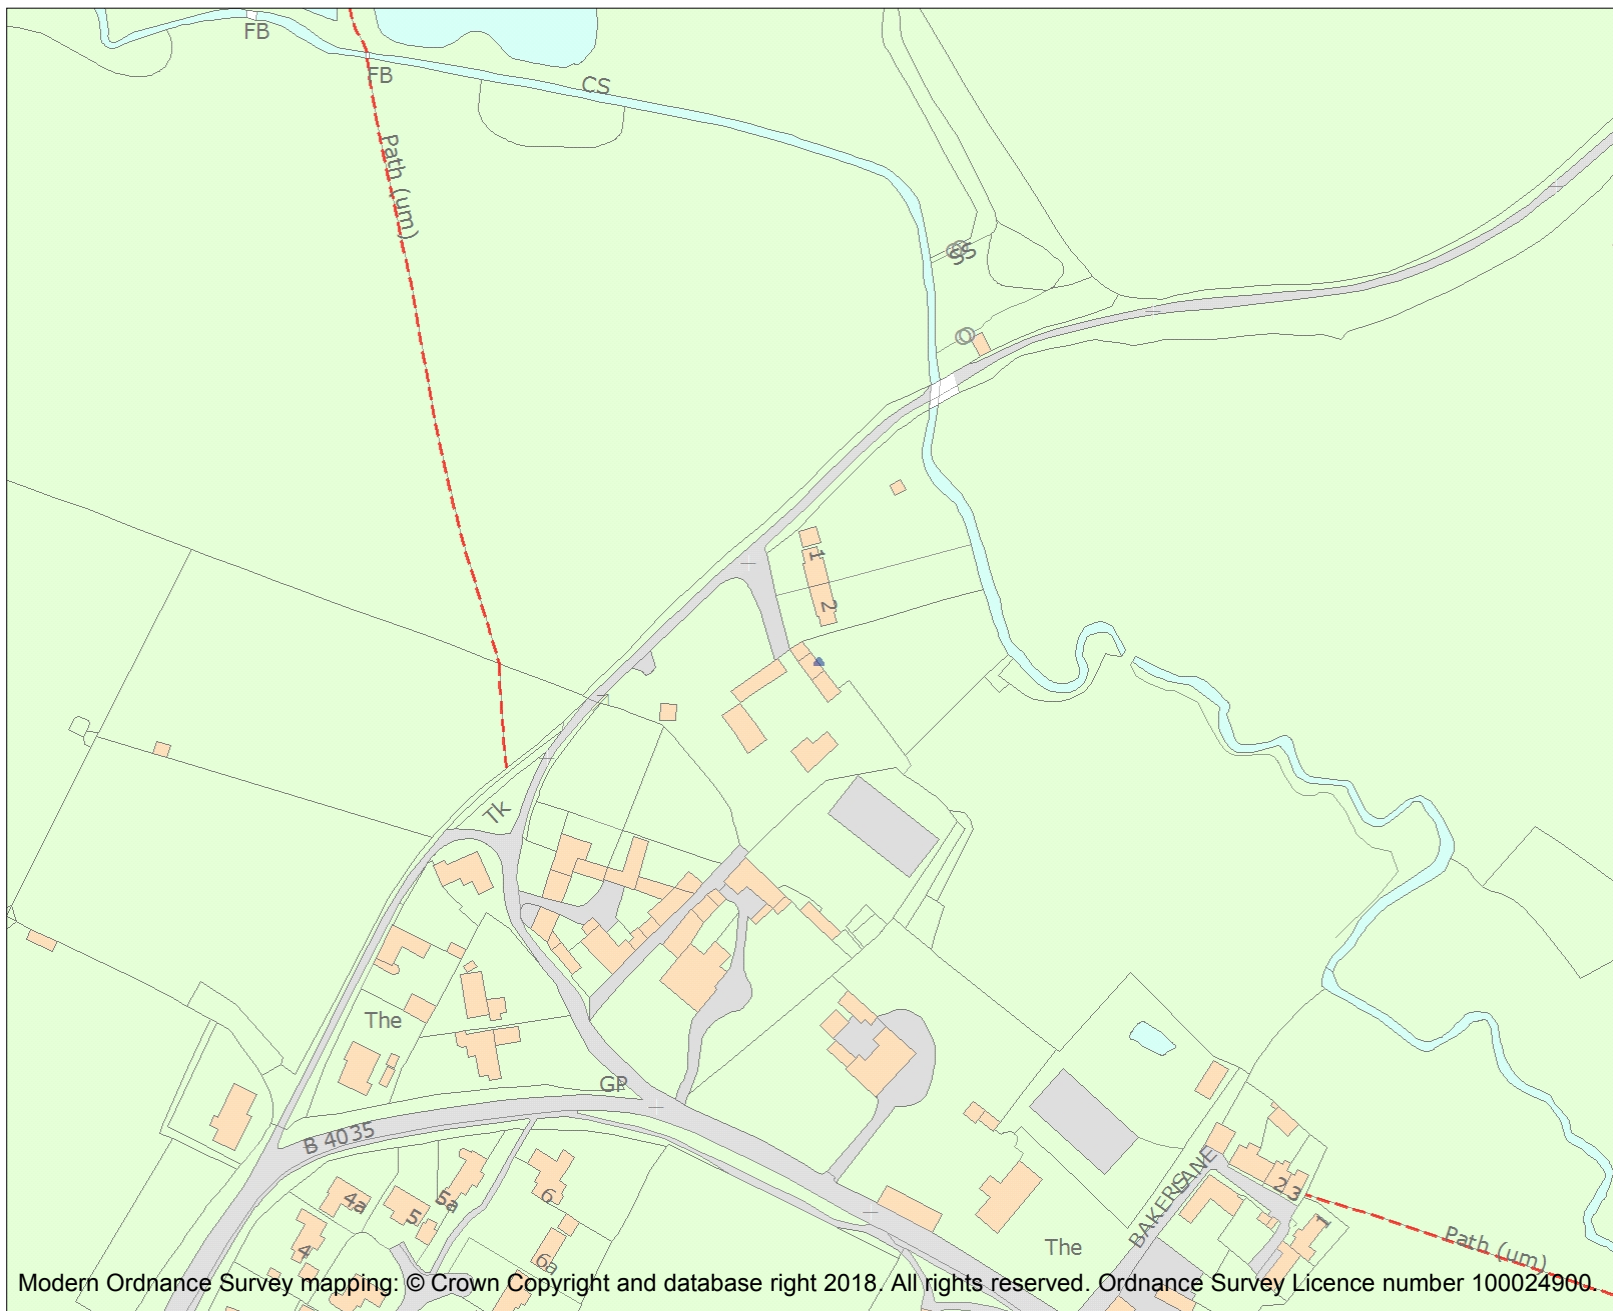 FB
FB
CS
Path (um)
SS
O
1
2
Tk
The
GP
B 4035
4a
5
5a
6
4
6a
The
BAKERS LANE
2
3
1
Path (um)
Modern Ordnance Survey mapping: © Crown Copyright and database right 2018. All rights reserved. Ordnance Survey Licence number 100024900.